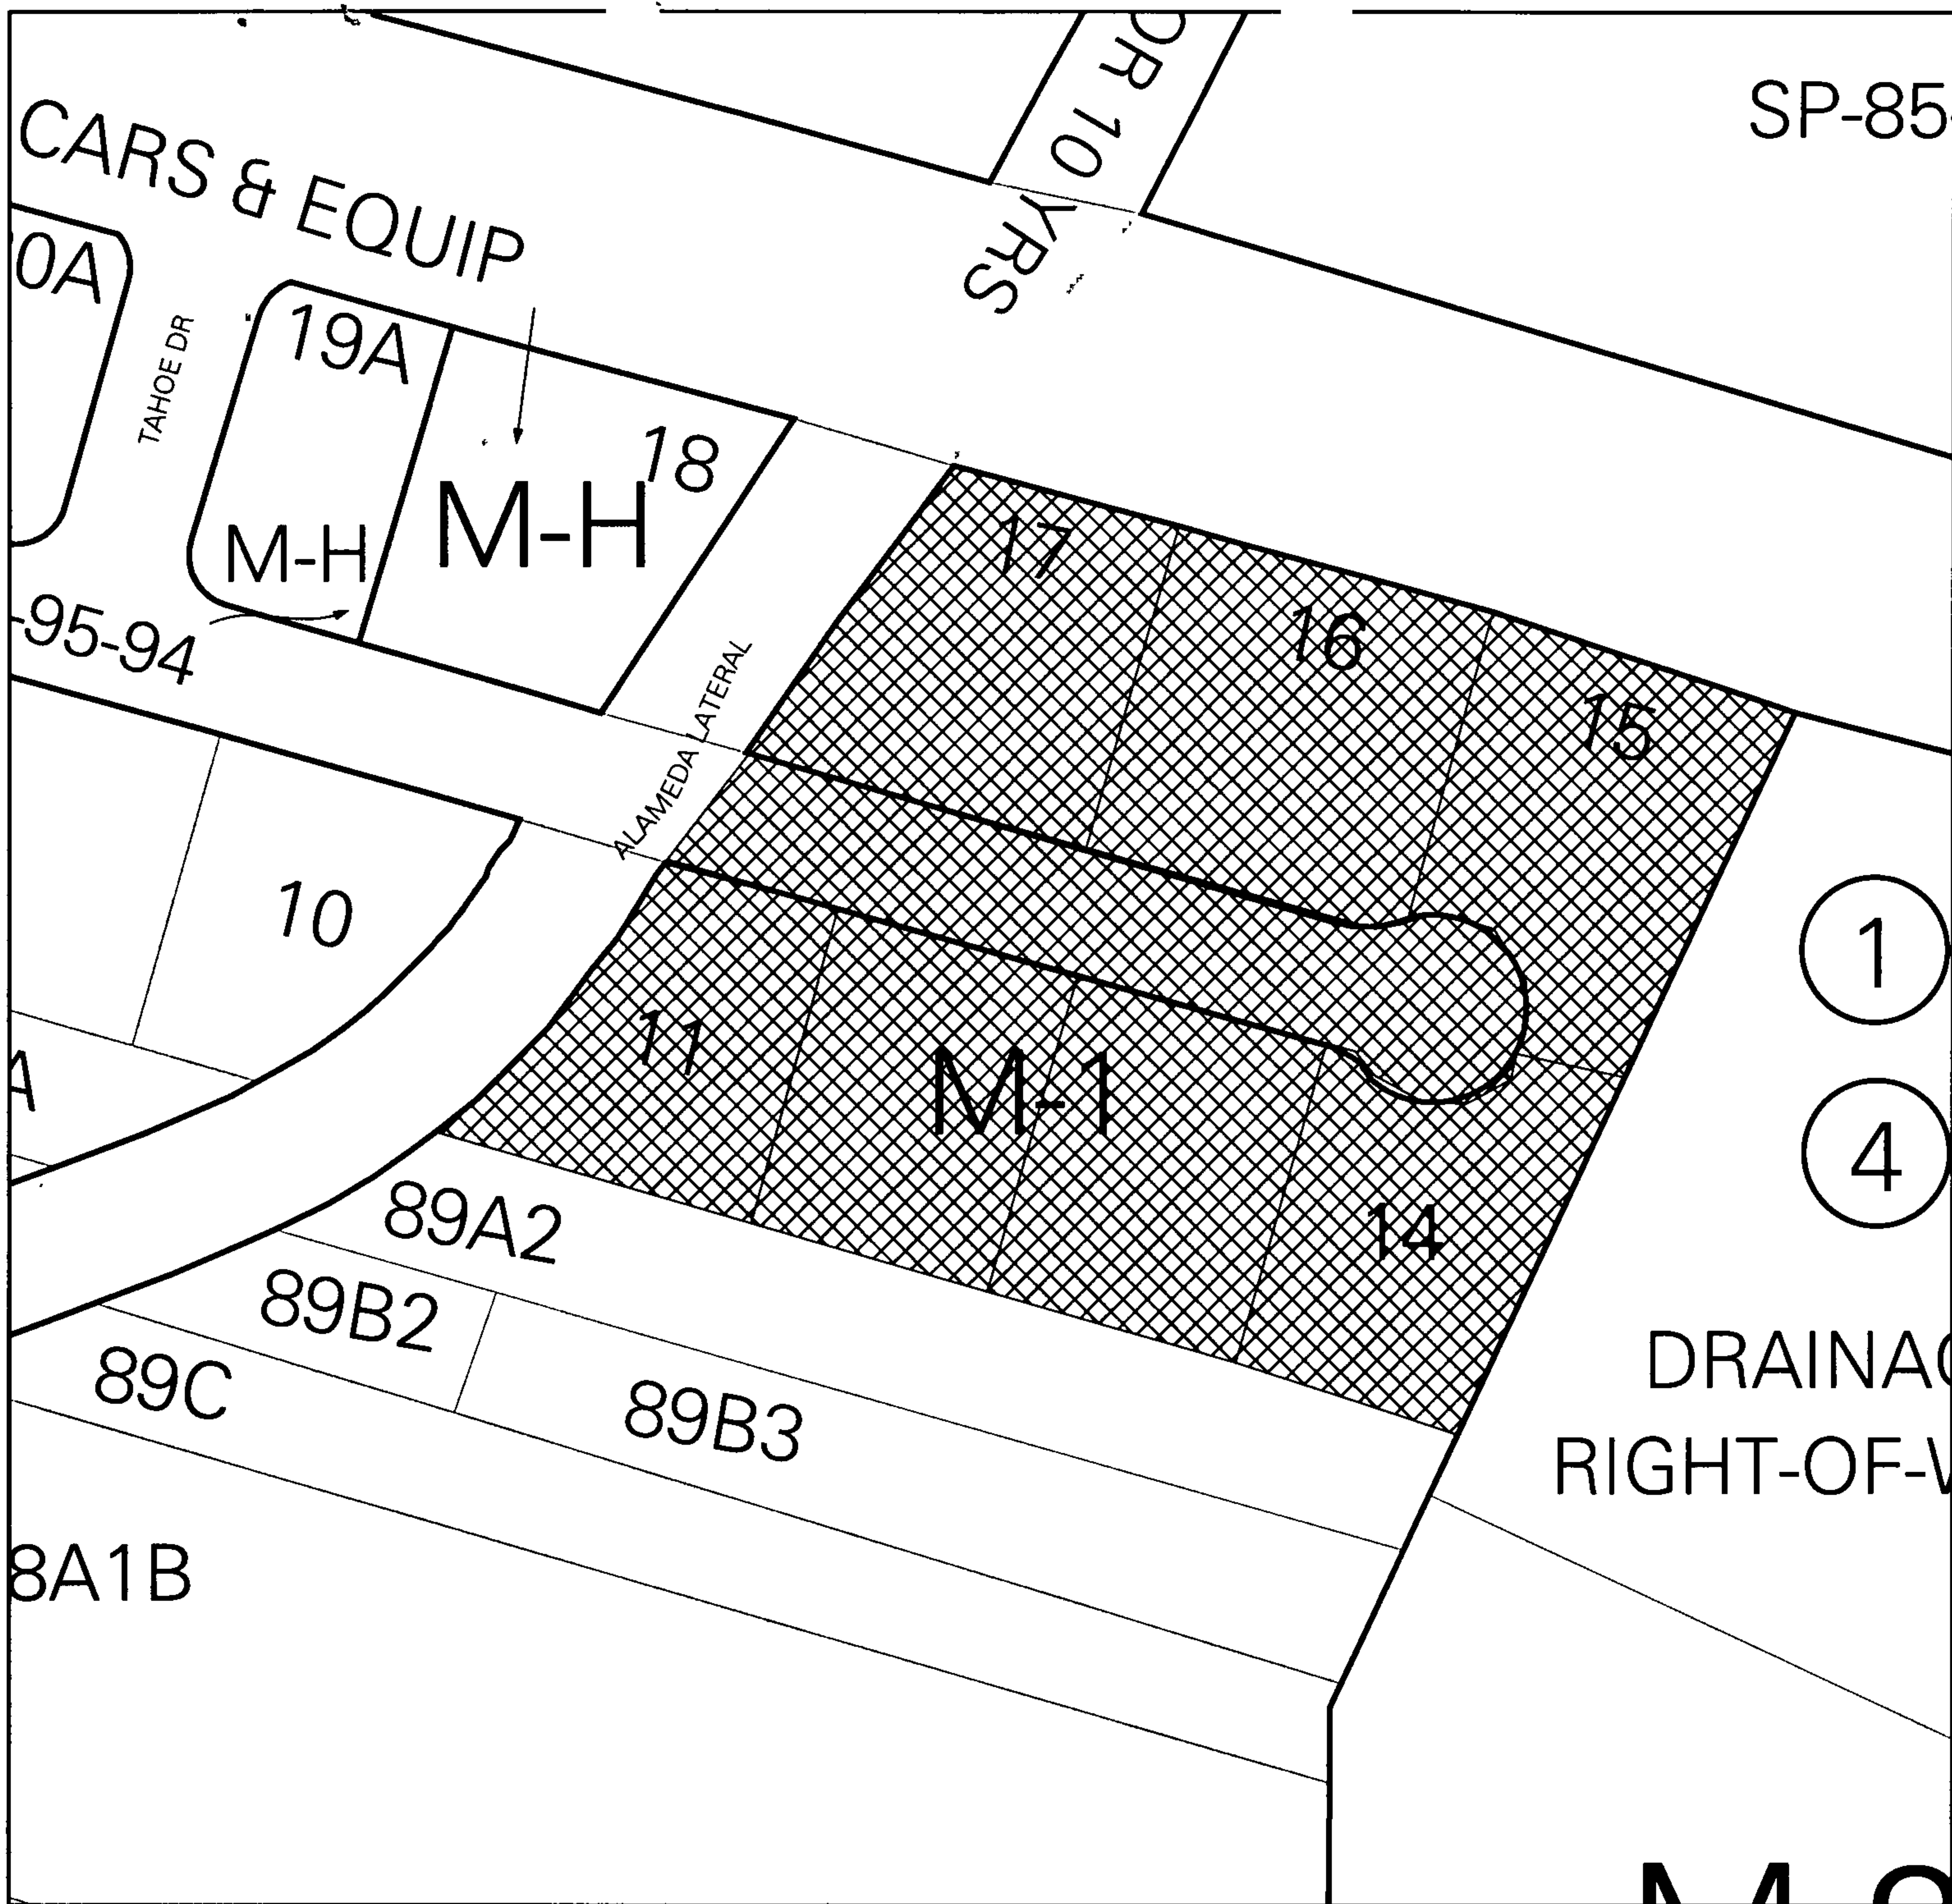 OR 10 YRS
SP-85-
CARS & EQUIP
0A
TAHOE DR
19A
18
M-H
M-H
-95-94
17
16
15
ALAMEDA LATERAL
10
1
11
M-1
A
4
89A2
14
89B2
89C
89B3
DRAINAG
RIGHT-OF-W
8A1B